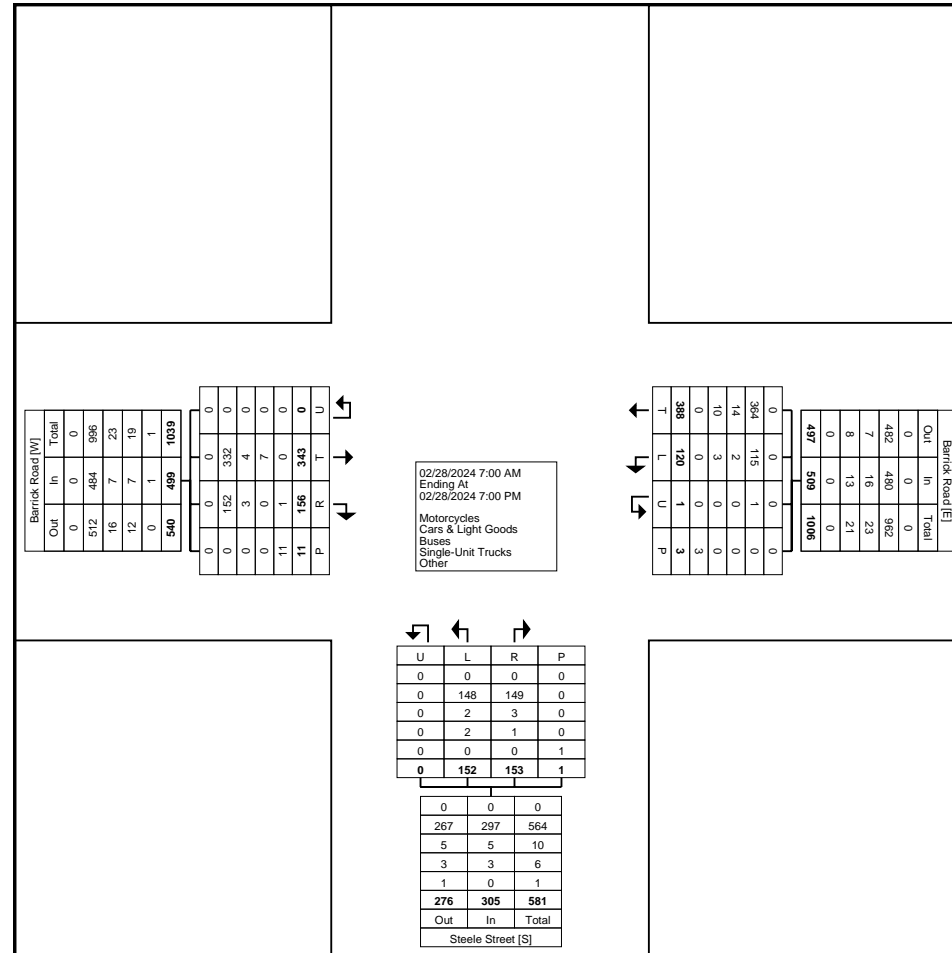 Barrick Road [W]
Out In Total
0 0 0
512 484 996
16 7 23
12 7 19
0 1 1
540 499 1039
0 0 0 0
0 332 152 0
0 4 3 0
0 7 0 0
0 0 1 11
0 343 156 11
U T R P
02/28/2024 7:00 AM
Ending At
02/28/2024 7:00 PM
Motorcycles
Cars & Light Goods
Buses
Single-Unit Trucks
Other
Barrick Road [E]
Out In Total
0 0 0
482 480 962
7 16 23
8 13 21
0 0 0
497 509 1006
0 0 0 0
364 115 1 0
14 2 0 0
10 3 0 0
0 0 0 3
388 120 1 3
T L U P
U L R P
0 0 0 0
0 148 149 0
0 2 3 0
0 2 1 0
0 0 0 1
0 152 153 1
0 0 0
267 297 564
5 5 10
3 3 6
1 0 1
276 305 581
Out In Total
Steele Street [S]